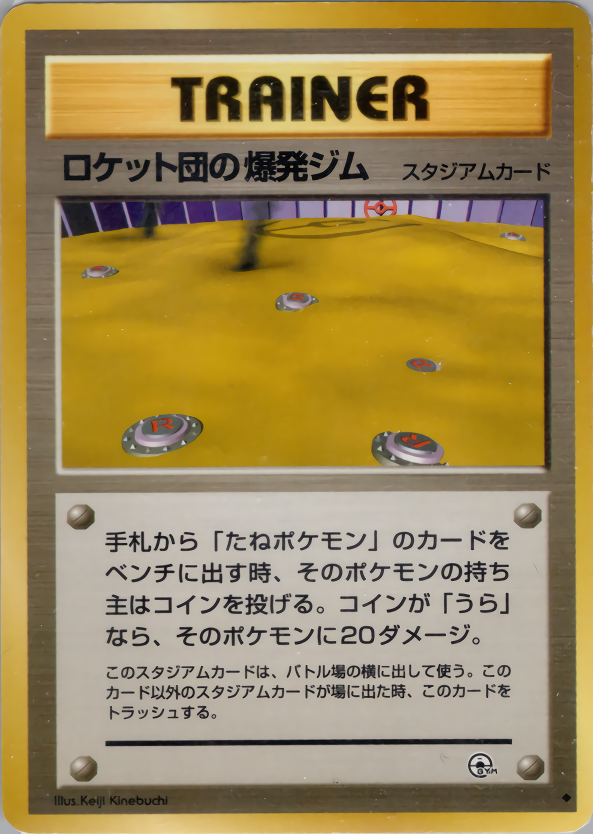 TRAINER
ロケット団の爆発ジム スタジアムカード
R
R
手札から「たねポケモン」のカードを
ベンチに出す時、そのポケモンの持ち
主はコインを投げる。コインが「うら」
なら、そのポケモンに20ダメージ。
このスタジアムカードは、バトル場の横に出して使う。この
カード以外のスタジアムカードが場に出た時、このカードを
トラッシュする。
GYM
Illus. Keiji Kinebuchi